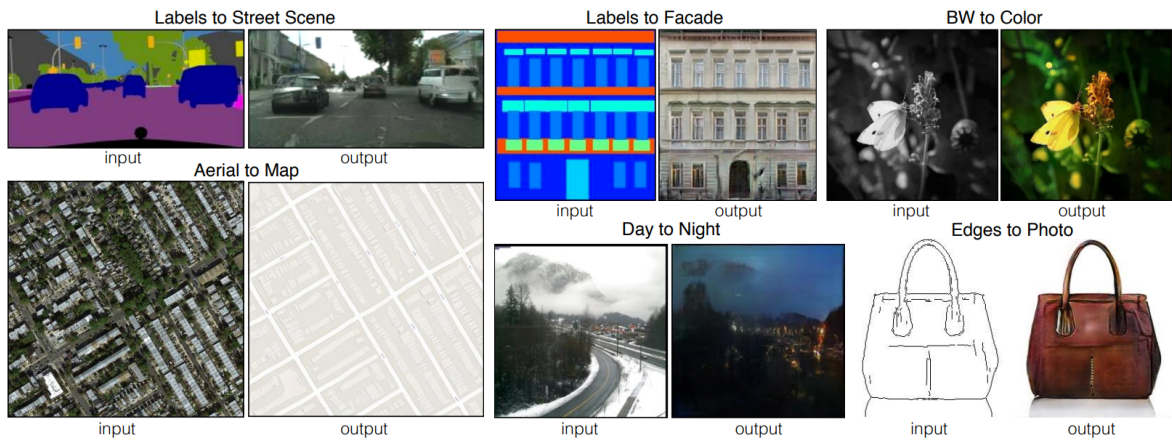 Labels to Street Scene
input
output
Aerial to Map
input
output
Labels to Facade
input
output
BW to Color
input
output
Day to Night
input
output
Edges to Photo
input
output